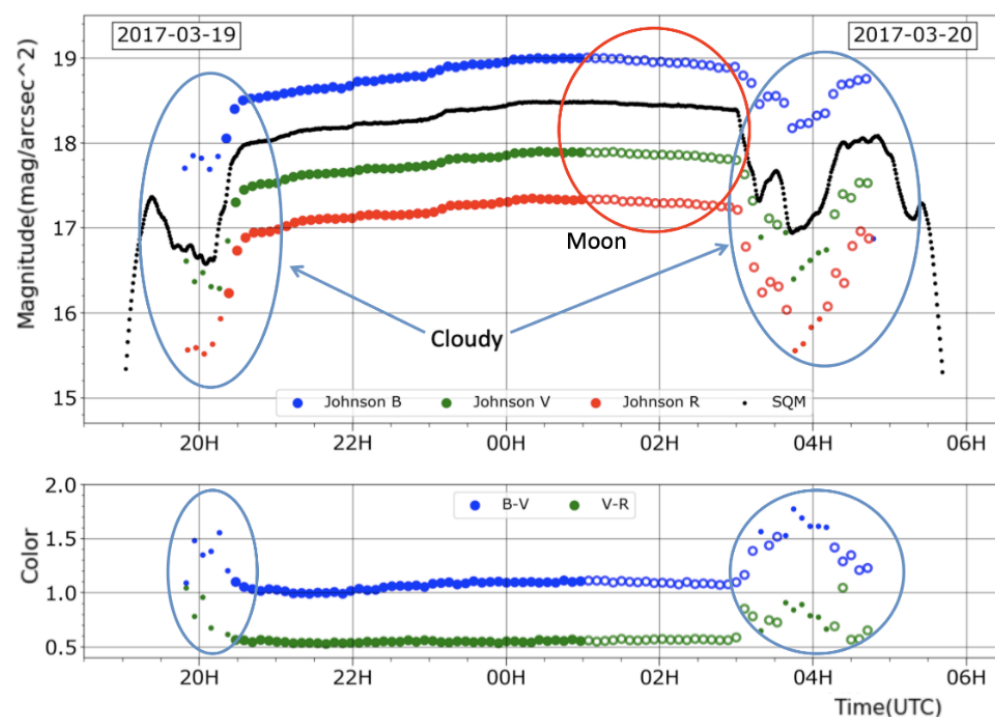 2017-03-19
2017-03-20
Magnitude(mag/arcsec^2)
19
18
17
16
15
Moon
Cloudy
Johnson B Johnson V Johnson R SQM
20H 22H 00H 02H 04H 06H
Color
2.0
1.5
1.0
0.5
B-V V-R
20H 22H 00H 02H 04H 06H
Time(UTC)